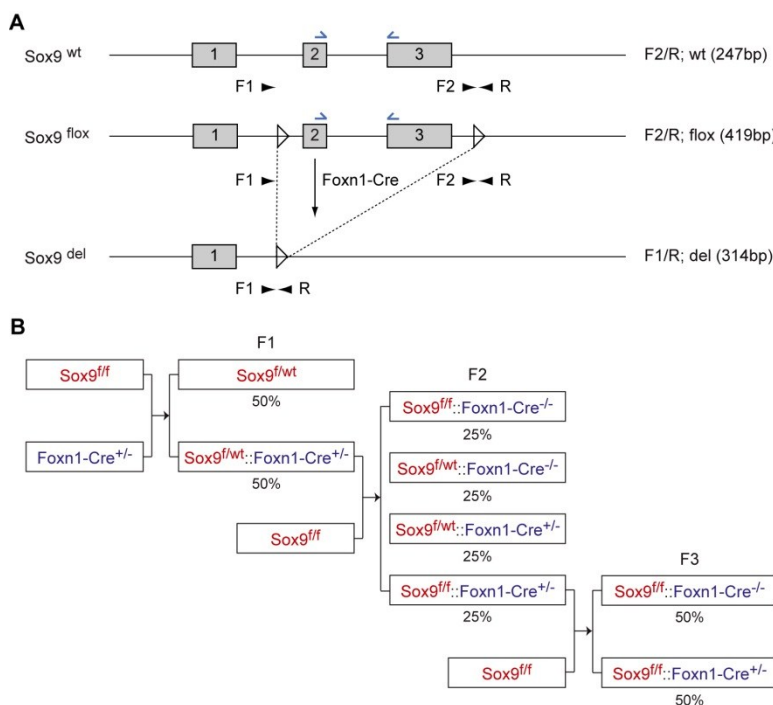 A
Sox9 wt 1 2 3 F2/R; wt (247bp)
F1 F2 R
Sox9 flox 1 2 3 F2/R; flox (419bp)
F1 Foxn1-Cre F2 R
Sox9 del 1 F1/R; del (314bp)
F1 R
B
F1
Sox9f/f Sox9f/wt
50%
F2
Sox9f/f::Foxn1-Cre-/-
25%
Foxn1-Cre+/- Sox9f/wt::Foxn1-Cre+/-
50%
Sox9f/wt::Foxn1-Cre-/-
25%
Sox9f/f
Sox9f/wt::Foxn1-Cre+/-
25%
F3
Sox9f/f::Foxn1-Cre+/- Sox9f/f::Foxn1-Cre-/-
25% 50%
Sox9f/f Sox9f/f::Foxn1-Cre+/-
50%